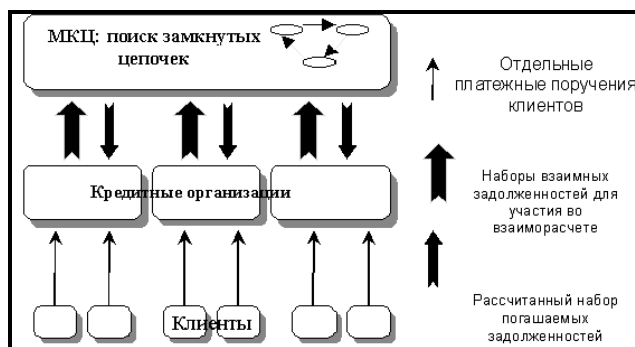 МКЦ: поиск замкнутых
цепочек
Кредитные организации
Клиенты
Отдельные
платежные поручения
клиентов
Наборы взаимных
задолженностей для
участия во
взаиморасчете
Рассчитанный набор
погашаемых
задолженностей